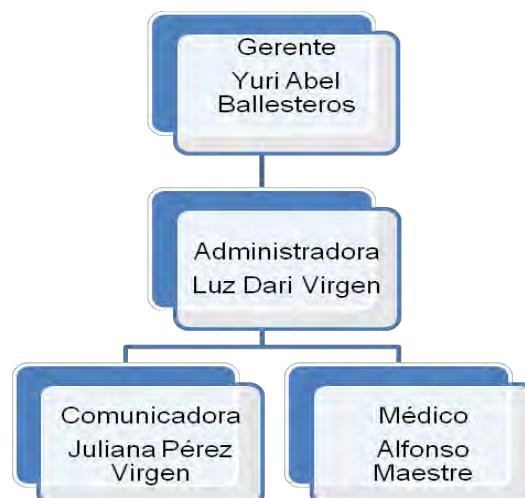 Gerente
Yuri Abel
Ballesteros
Administradora
Luz Dari Virgen
Comunicadora
Juliana Pérez
Virgen
Médico
Alfonso
Maestre